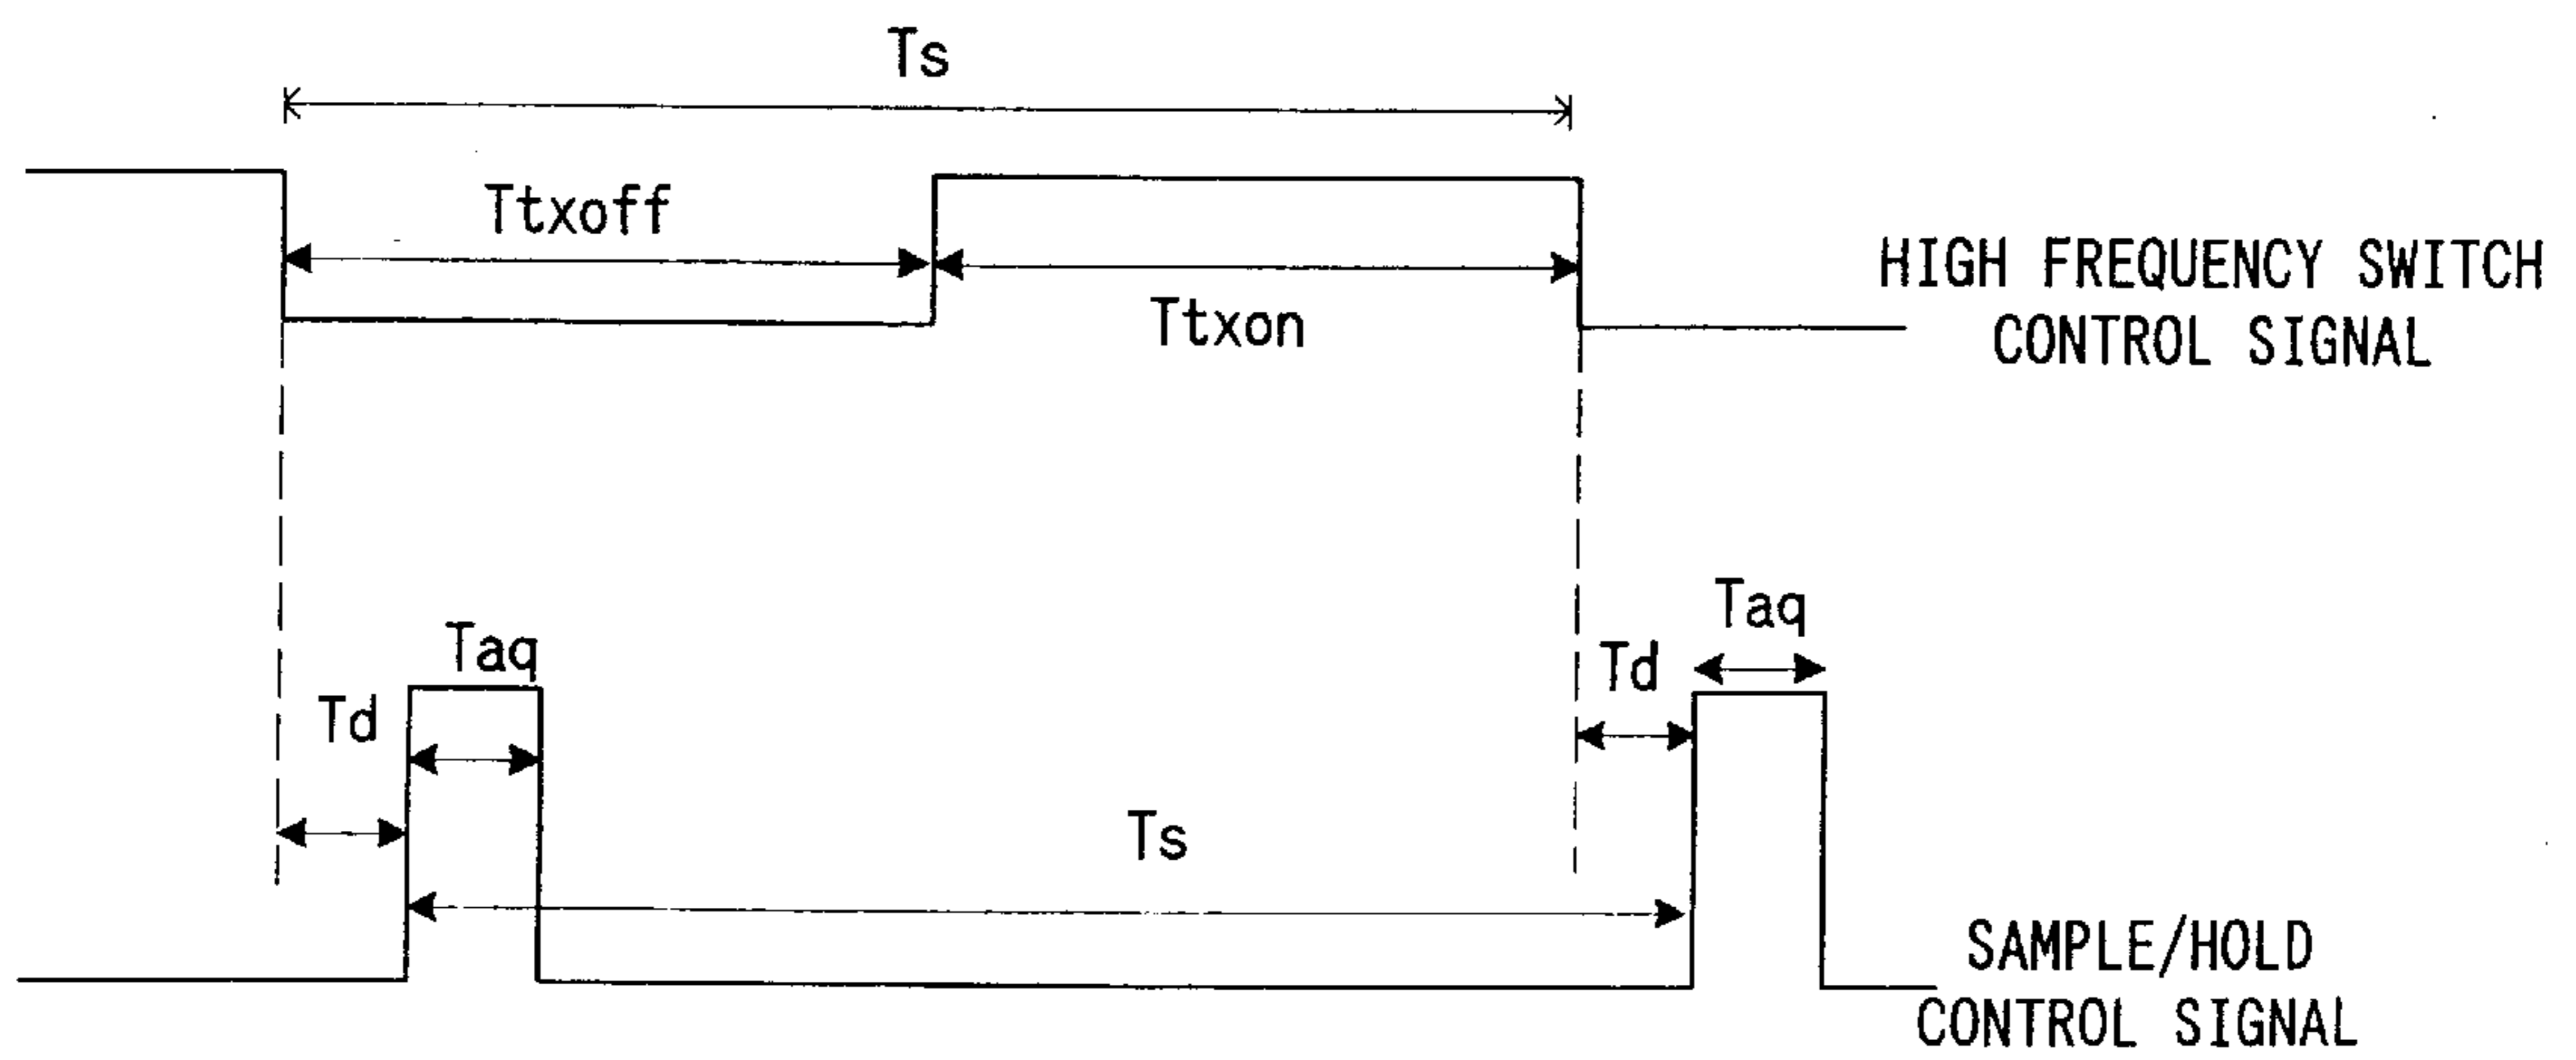 Ts
Ttxoff
Ttxon
HIGH FREQUENCY SWITCH
CONTROL SIGNAL
Taq
Td
Taq
Td
Ts
SAMPLE/HOLD
CONTROL SIGNAL